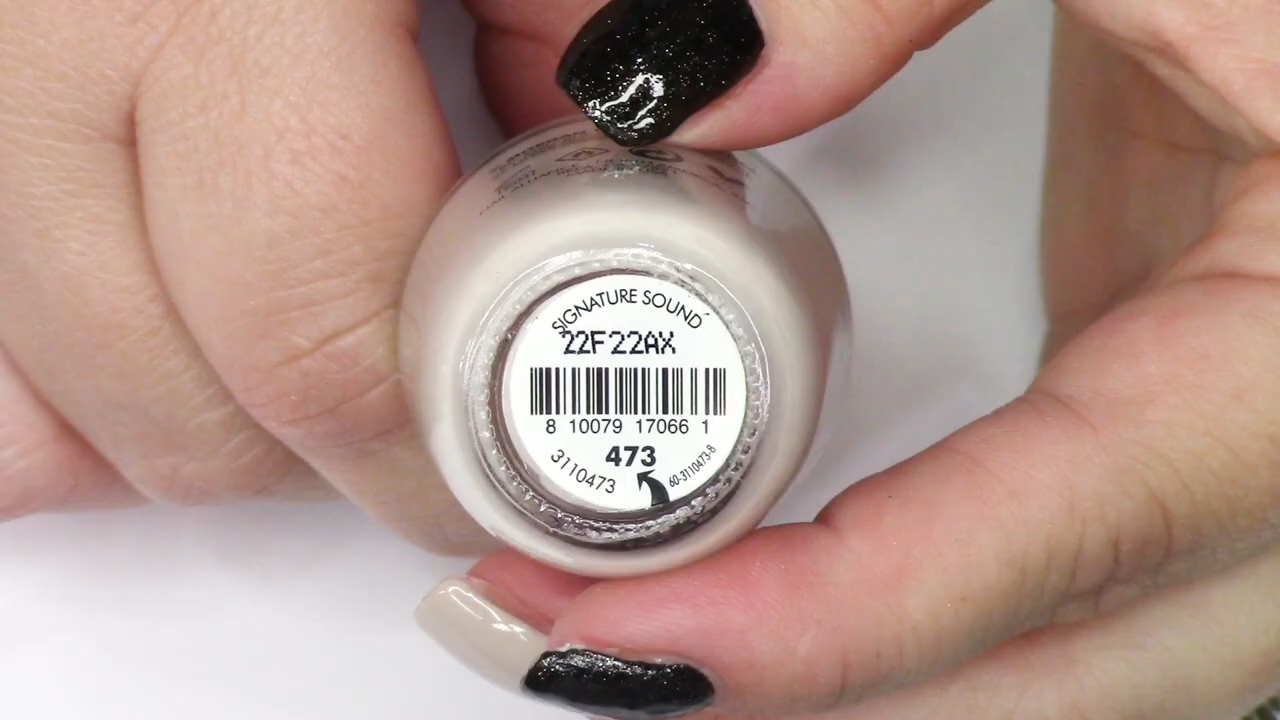 SIGNATURE SOUND
22F22AX
8 10079 17066 1
473
3110473
60-3110473-8